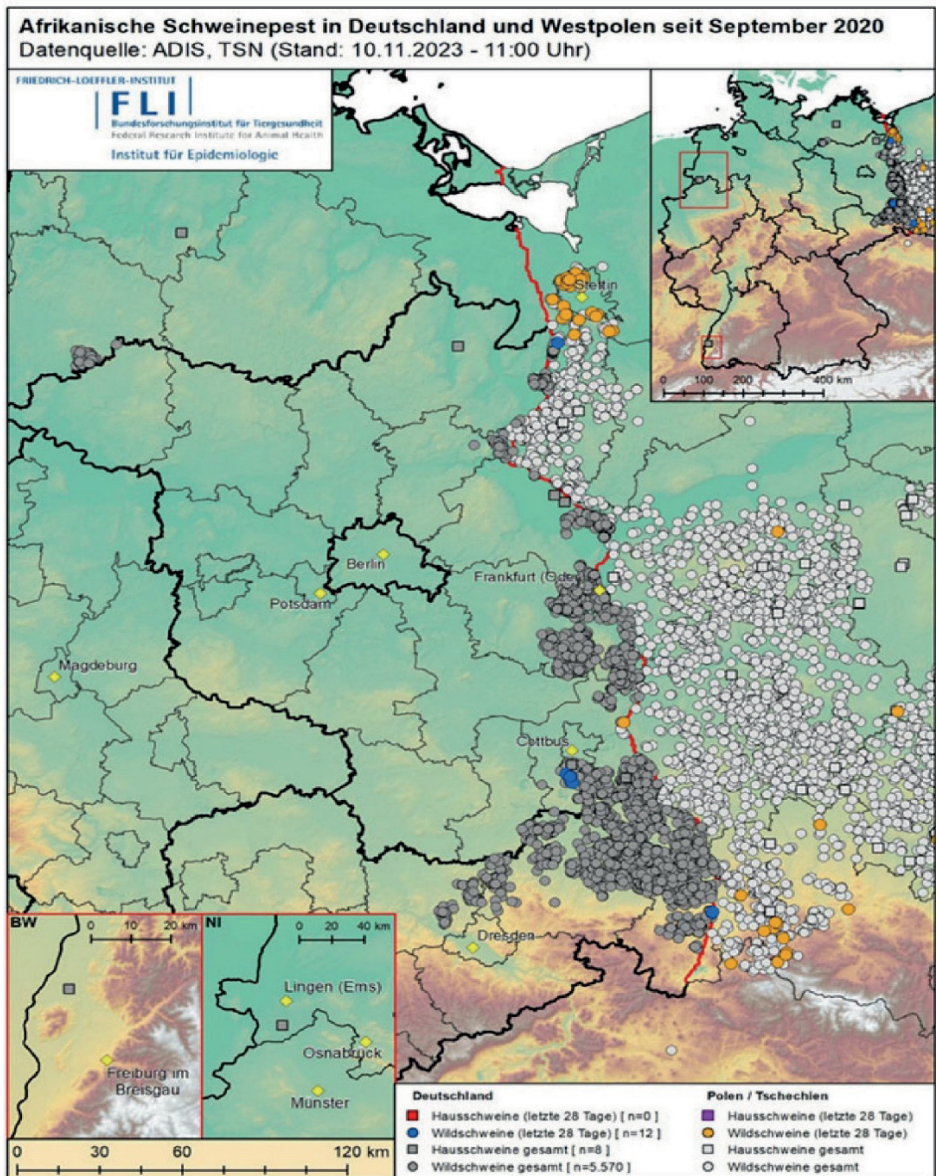 Afrikanische Schweinepest in Deutschland und Westpolen seit September 2020
Datenquelle: ADIS, TSN (Stand: 10.11.2023 - 11:00 Uhr)
FRIEDRICH-LOEFFLER-INSTITUT
FLI
Bundesforschungsinstitut für Tiergesundheit
Federal Research Institute for Animal Health
Institut für Epidemiologie
0 100 200 400 km
Stettin
Berlin
Frankfurt (Oder)
Potsdam
Magdeburg
Cottbus
Dresden
BW
0 10 20 km
Freiburg im
Breisgau
NI
0 20 40 km
Lingen (Ems)
Osnabrück
Münster
0 30 60 120 km
Deutschland
Hausschweine (letzte 28 Tage) [ n=0 ]
Wildschweine (letzte 28 Tage) [ n=12 ]
Hausschweine gesamt [ n=8 ]
Wildschweine gesamt [ n=5.570 ]
Polen / Tschechien
Hausschweine (letzte 28 Tage)
Wildschweine (letzte 28 Tage)
Hausschweine gesamt
Wildschweine gesamt